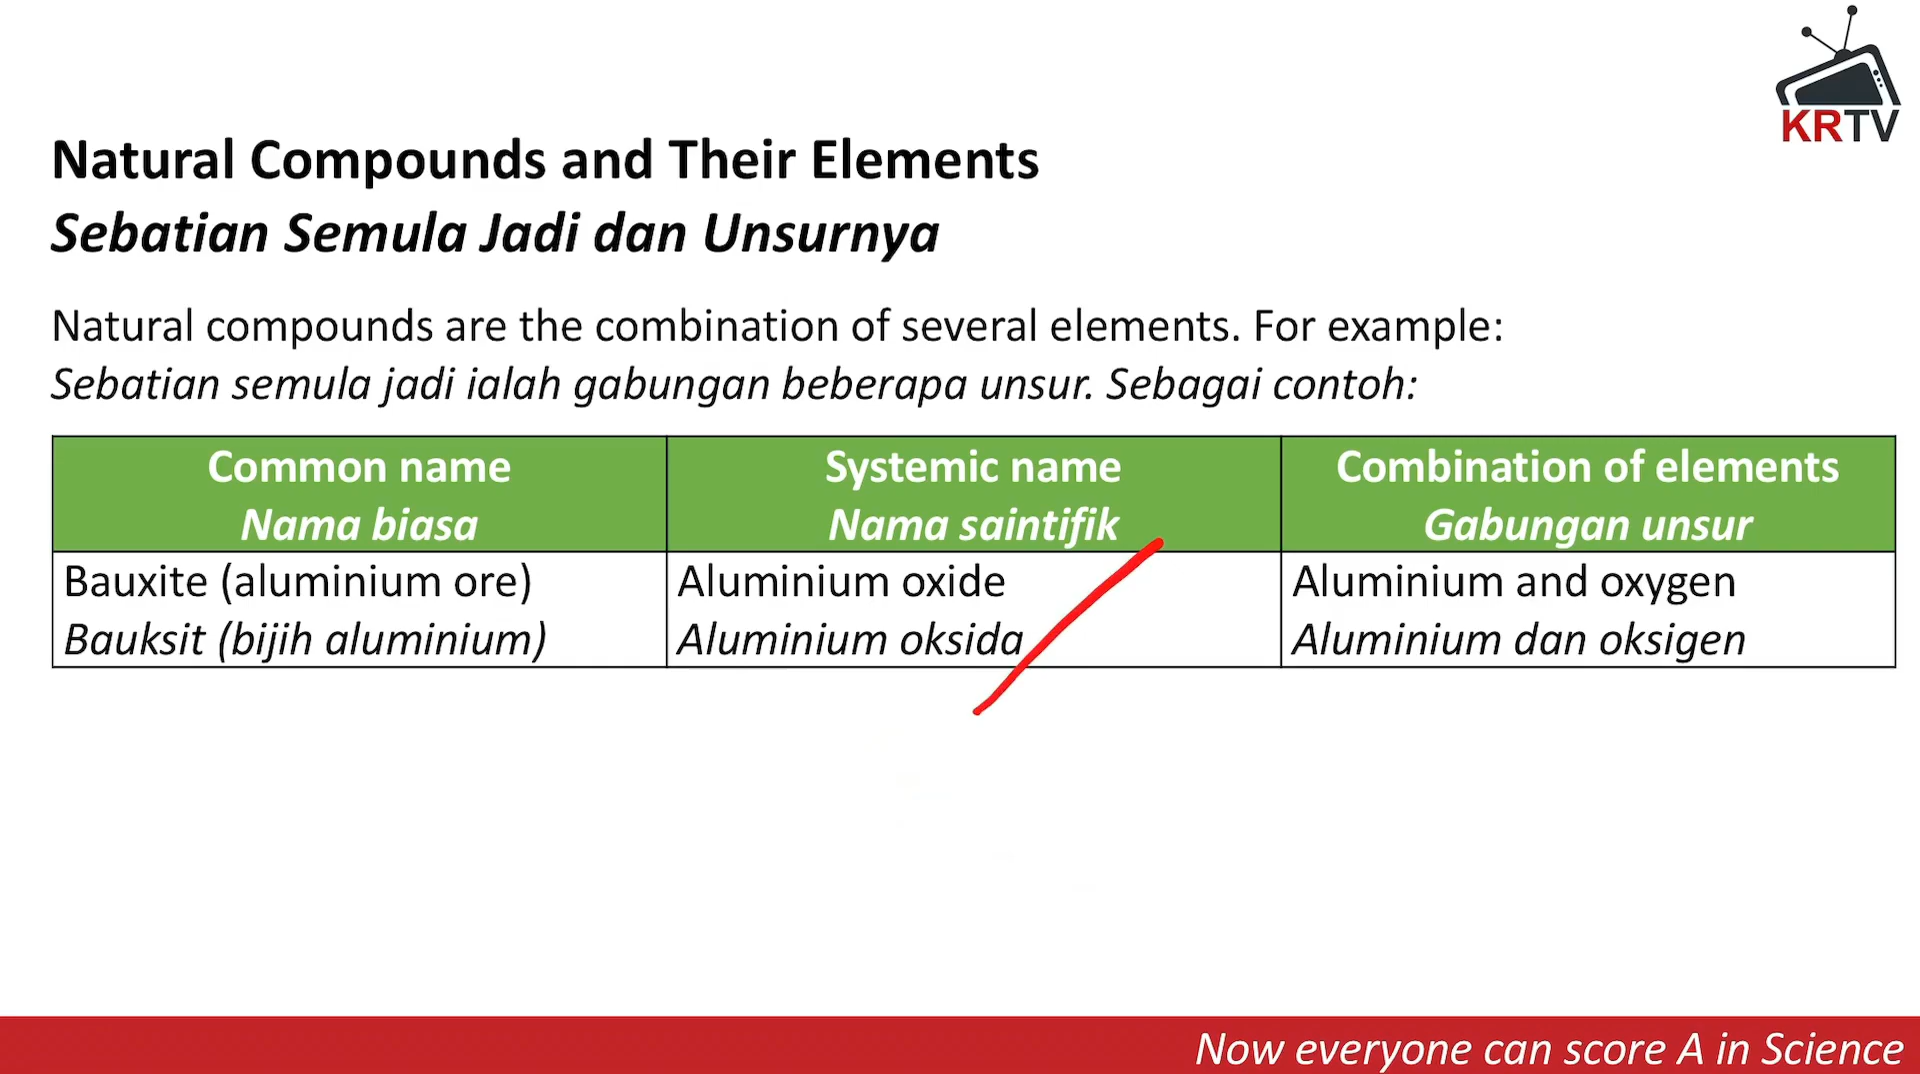 KRTV
Natural Compounds and Their Elements
Sebatian Semula Jadi dan Unsurnya
Natural compounds are the combination of several elements. For example:
Sebatian semula jadi ialah gabungan beberapa unsur. Sebagai contoh:
Common name
Nama biasa
Systemic name
Nama saintifik
Combination of elements
Gabungan unsur
Bauxite (aluminium ore)
Bauksit (bijih aluminium)
Aluminium oxide
Aluminium oksida
Aluminium and oxygen
Aluminium dan oksigen
Now everyone can score A in Science